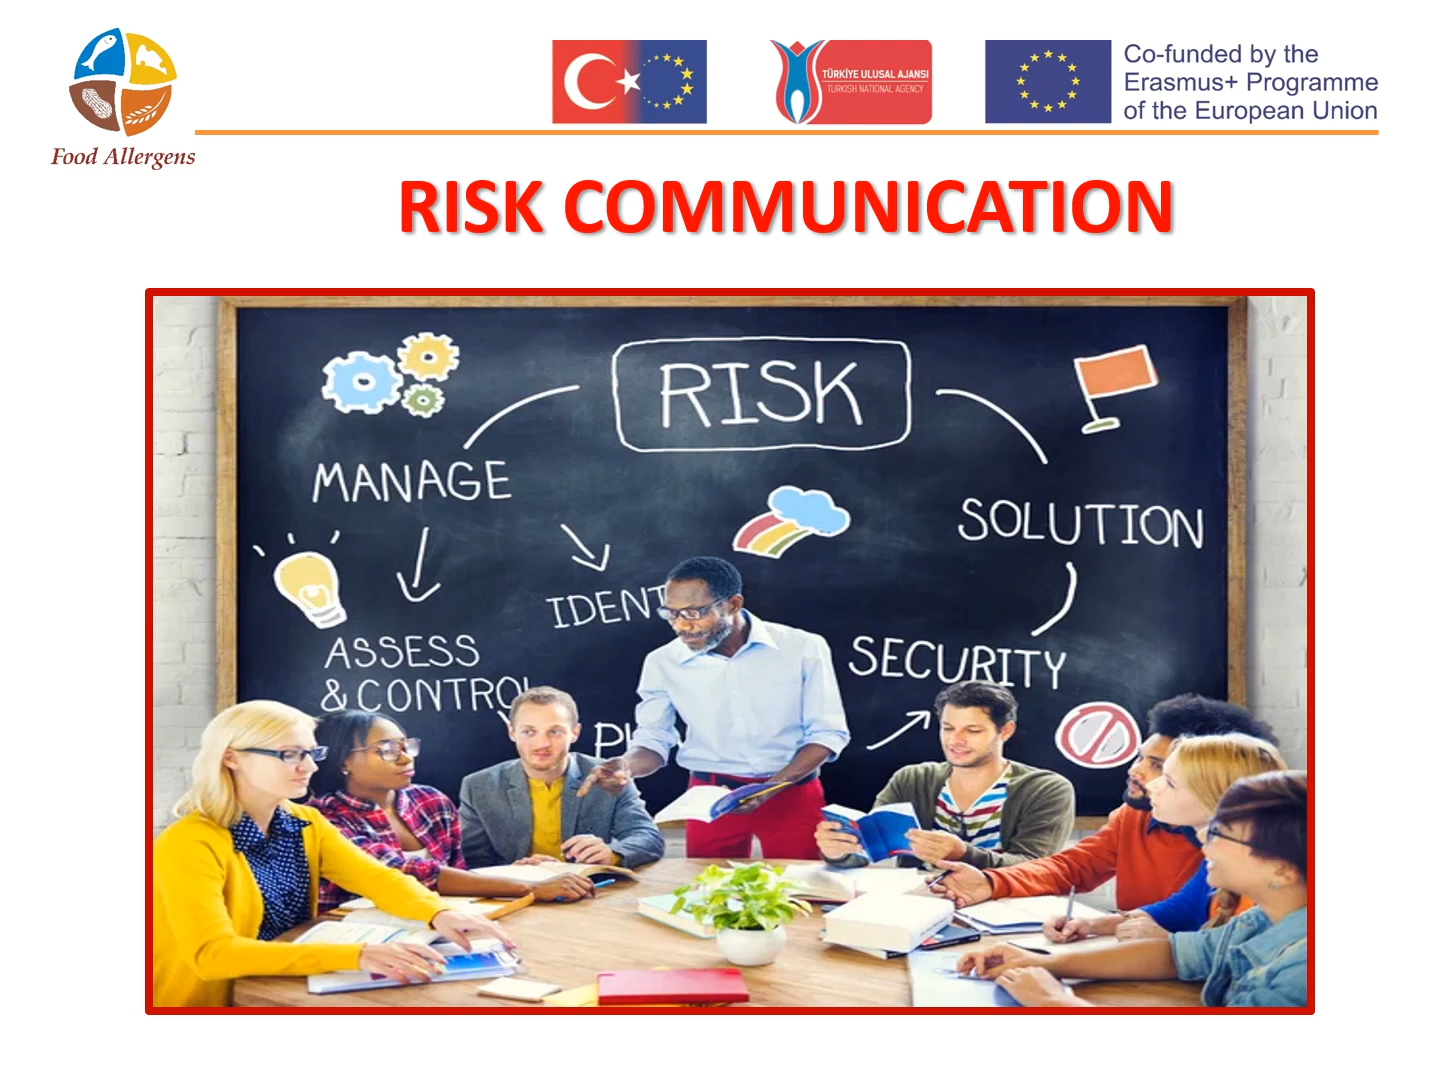 Food Allergens
TÜRKİYE ULUSAL AJANSI
TURKISH NATIONAL AGENCY
Co-funded by the
Erasmus+ Programme
of the European Union
RISK COMMUNICATION
RISK
MANAGE
SOLUTION
IDENT
ASSESS
& CONTROL
SECURITY